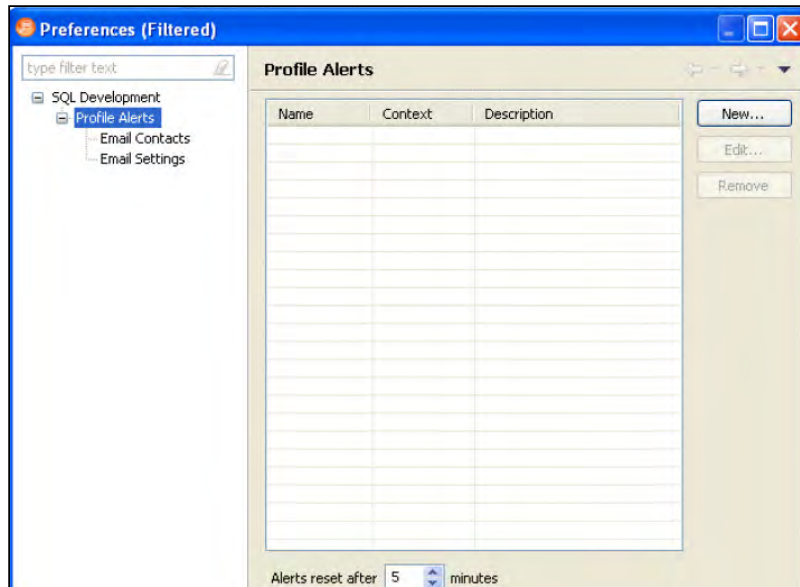 Preferences (Filtered)
type filter text
SQL Development
Profile Alerts
Email Contacts
Email Settings
Profile Alerts
Name Context Description
New...
Edit...
Remove
Alerts reset after 5 minutes